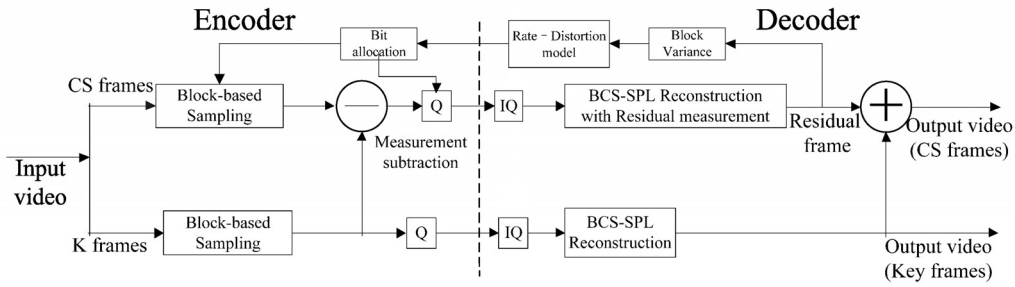 Encoder
Decoder
Bit
allocation
Rate − Distortion
model
Block
Variance
CS frames
Block-based
Sampling
Q
IQ
BCS-SPL Reconstruction
with Residual measurement
Residual
frame
Output video
(CS frames)
Measurement
subtraction
Input
video
K frames
Block-based
Sampling
Q
IQ
BCS-SPL
Reconstruction
Output video
(Key frames)